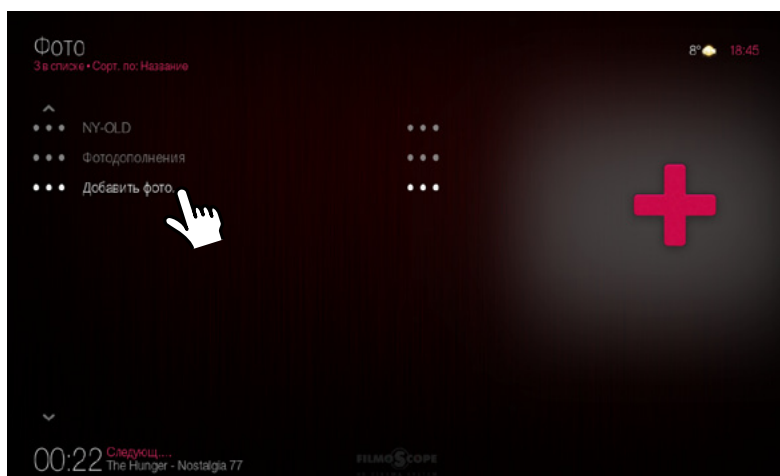 Фото
3 в списке • Сорт. по: Название
8° 18:45
NY-OLD
Фотодополнения
Добавить фото.
00:22 Следующ....
The Hunger - Nostalgia 77
FILMOSCOPE